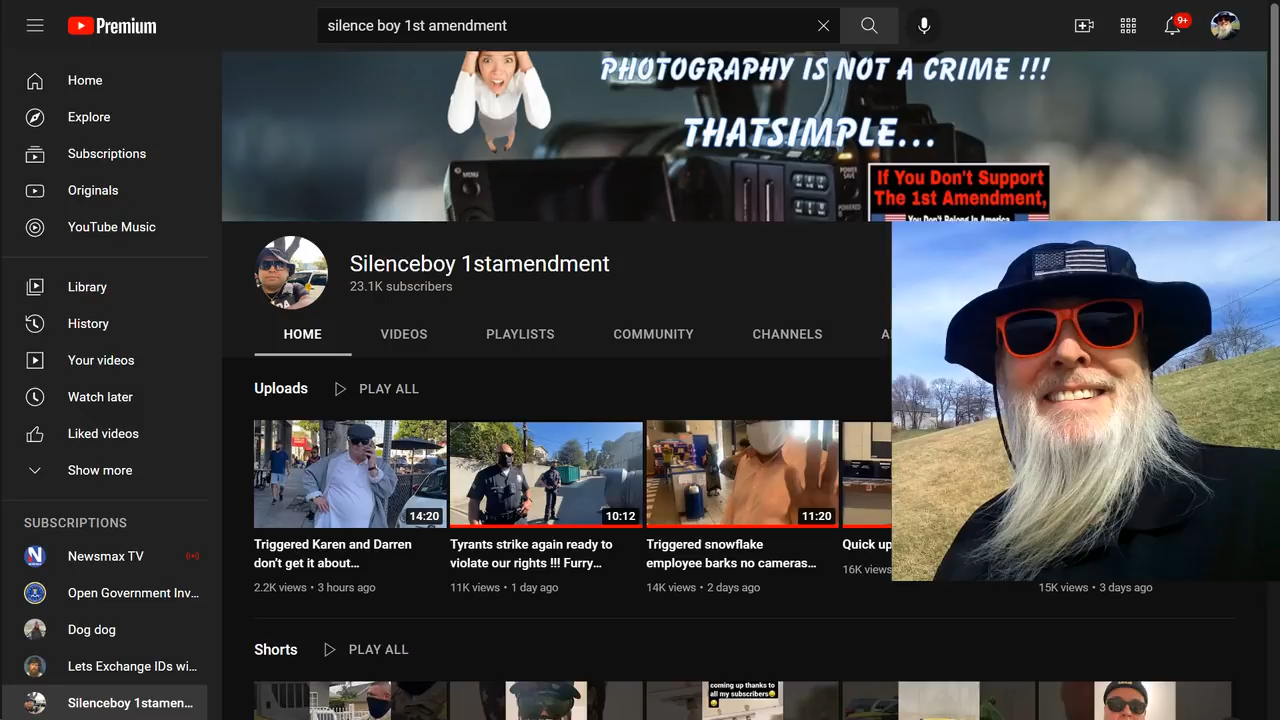 Premium
silence boy 1st amendment
9+
Home
Explore
Subscriptions
Originals
YouTube Music
Library
History
Your videos
Watch later
Liked videos
Show more
SUBSCRIPTIONS
Newsmax TV
Open Government Inv...
Dog dog
Lets Exchange IDs wi...
Silenceboy 1stamen...
PHOTOGRAPHY IS NOT A CRIME !!!
THATSIMPLE...
MENU
If You Don't Support
The 1st Amendment,
You Don't Belong In America
Silenceboy 1stamendment
23.1K subscribers
HOME
VIDEOS
PLAYLISTS
COMMUNITY
CHANNELS
Uploads
PLAY ALL
14:20
Triggered Karen and Darren
don't get it about...
2.2K views • 3 hours ago
10:12
Tyrants strike again ready to
violate our rights !!! Furry...
11K views • 1 day ago
11:20
Triggered snowflake
employee barks no cameras...
14K views • 2 days ago
Quick up
16K views
15K views • 3 days ago
Shorts
PLAY ALL
coming up thanks to
all my subscribers